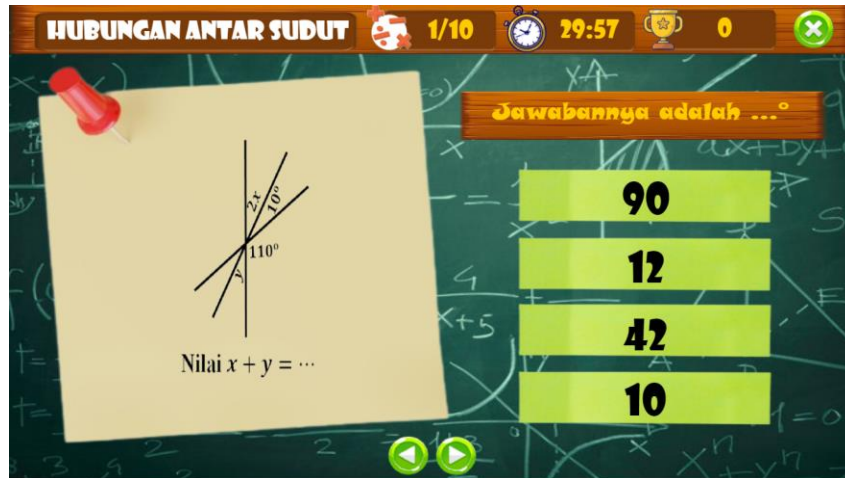 HUBUNGAN ANTAR SUDUT 1/10 29:57 0
2x
10°
110°
y
Nilai x + y = ...
Jawabannya adalah ...°
90
12
42
10